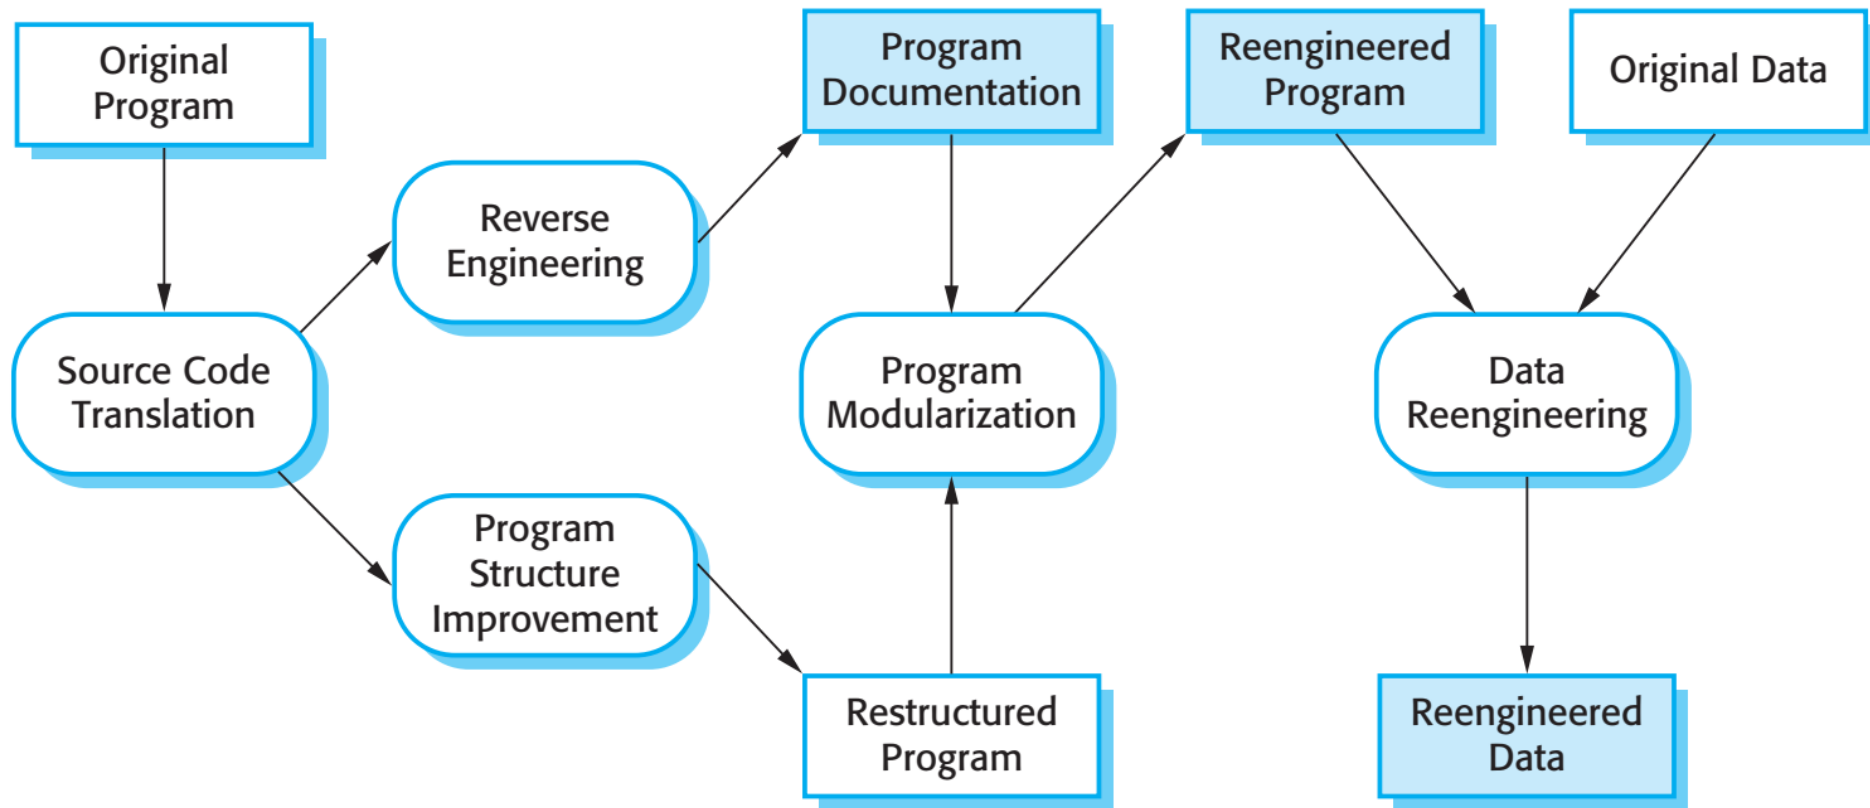 Original
Program
Program
Documentation
Reengineered
Program
Original Data
Reverse
Engineering
Source Code
Translation
Program
Modularization
Data
Reengineering
Program
Structure
Improvement
Restructured
Program
Reengineered
Data